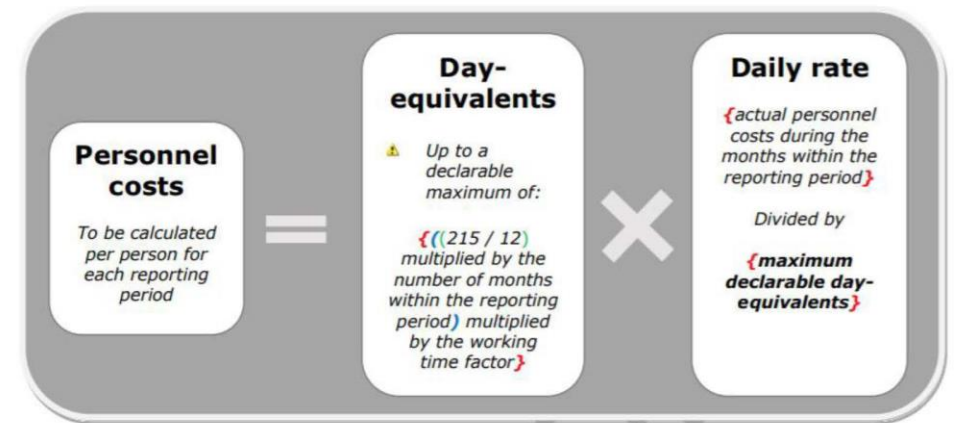 Personnel
costs
To be calculated
per person for
each reporting
period
=
Day-
equivalents
Up to a
declarable
maximum of:
{((215 / 12)
multiplied by the
number of months
within the reporting
period) multiplied
by the working
time factor}
×
Daily rate
{actual personnel
costs during the
months within the
reporting period}
Divided by
{maximum
declarable day-
equivalents}